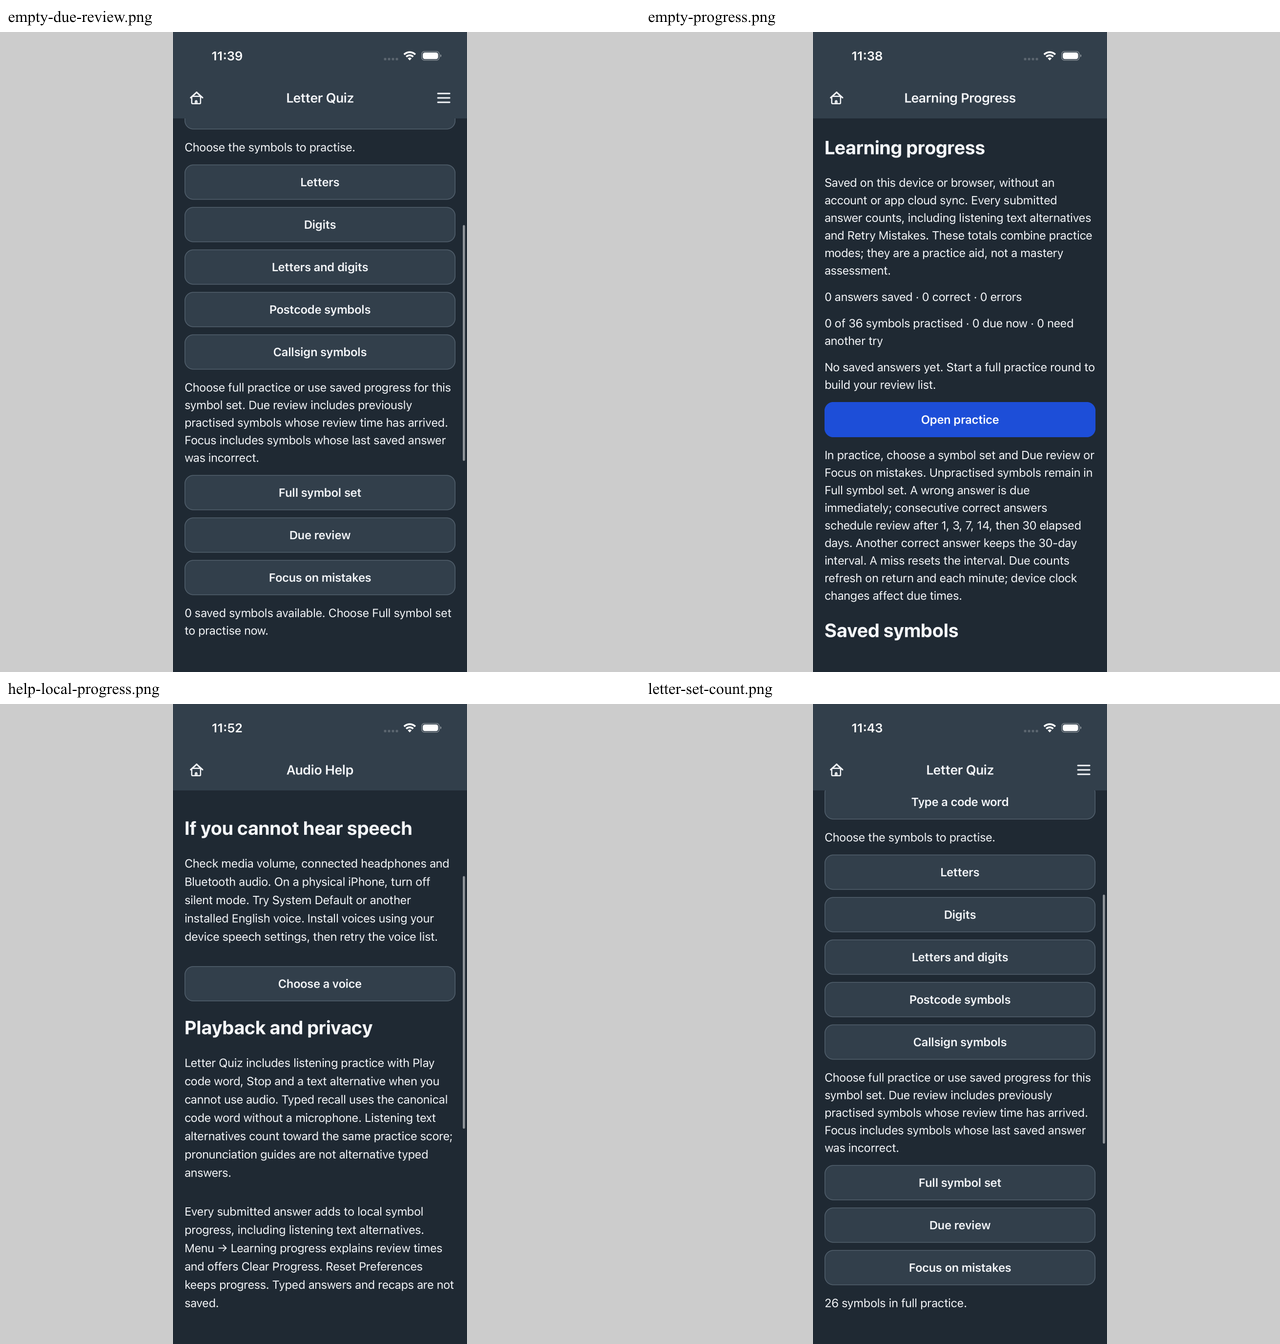 empty-due-review.png
11:39
Letter Quiz
Choose the symbols to practise.
Letters
Digits
Letters and digits
Postcode symbols
Callsign symbols
Choose full practice or use saved progress for this
symbol set. Due review includes previously
practised symbols whose review time has arrived.
Focus includes symbols whose last saved answer
was incorrect.
Full symbol set
Due review
Focus on mistakes
0 saved symbols available. Choose Full symbol set
to practise now.
empty-progress.png
11:38
Learning Progress
Learning progress
Saved on this device or browser, without an
account or app cloud sync. Every submitted
answer counts, including listening text alternatives
and Retry Mistakes. These totals combine practice
modes; they are a practice aid, not a mastery
assessment.
0 answers saved · 0 correct · 0 errors
0 of 36 symbols practised · 0 due now · 0 need
another try
No saved answers yet. Start a full practice round to
build your review list.
Open practice
In practice, choose a symbol set and Due review or
Focus on mistakes. Unpractised symbols remain in
Full symbol set. A wrong answer is due
immediately; consecutive correct answers
schedule review after 1, 3, 7, 14, then 30 elapsed
days. Another correct answer keeps the 30-day
interval. A miss resets the interval. Due counts
refresh on return and each minute; device clock
changes affect due times.
Saved symbols
help-local-progress.png
11:52
Audio Help
If you cannot hear speech
Check media volume, connected headphones and
Bluetooth audio. On a physical iPhone, turn off
silent mode. Try System Default or another
installed English voice. Install voices using your
device speech settings, then retry the voice list.
Choose a voice
Playback and privacy
Letter Quiz includes listening practice with Play
code word, Stop and a text alternative when you
cannot use audio. Typed recall uses the canonical
code word without a microphone. Listening text
alternatives count toward the same practice score;
pronunciation guides are not alternative typed
answers.
Every submitted answer adds to local symbol
progress, including listening text alternatives.
Menu → Learning progress explains review times
and offers Clear Progress. Reset Preferences
keeps progress. Typed answers and recaps are not
saved.
letter-set-count.png
11:43
Letter Quiz
Type a code word
Choose the symbols to practise.
Letters
Digits
Letters and digits
Postcode symbols
Callsign symbols
Choose full practice or use saved progress for this
symbol set. Due review includes previously
practised symbols whose review time has arrived.
Focus includes symbols whose last saved answer
was incorrect.
Full symbol set
Due review
Focus on mistakes
26 symbols in full practice.